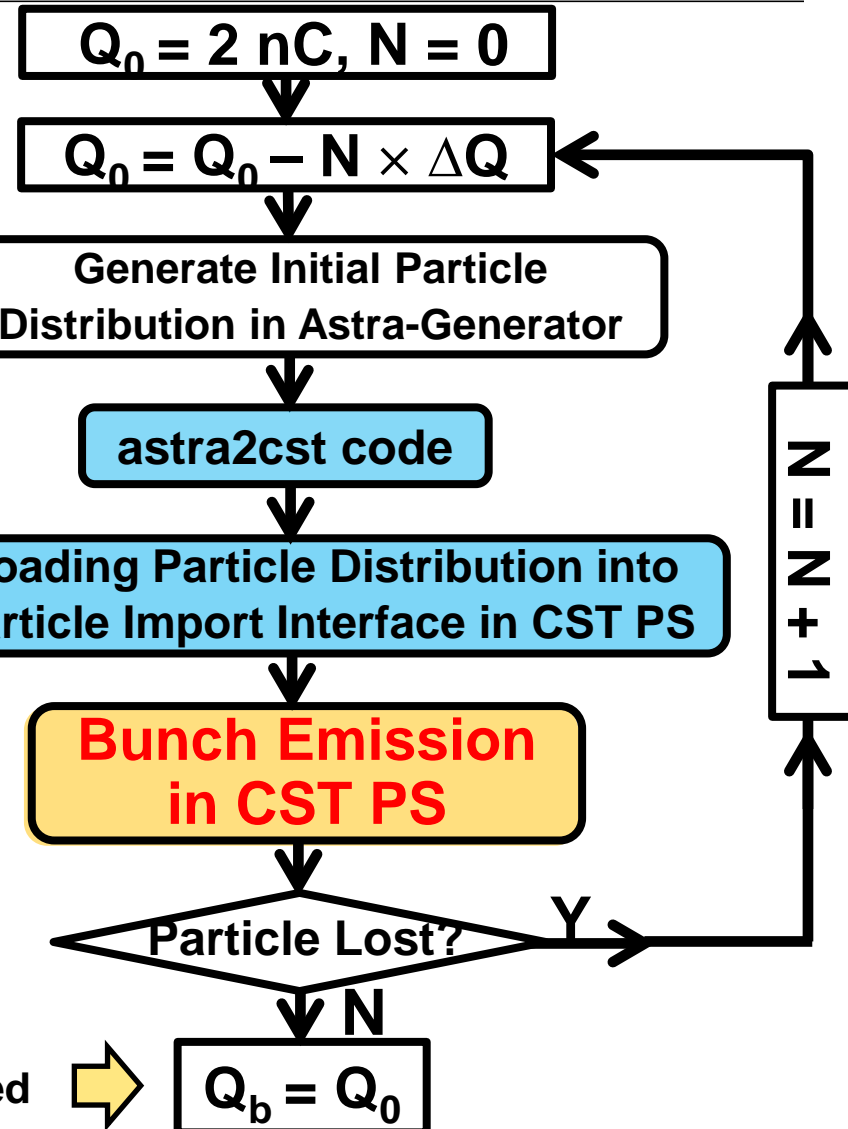 Q₀ = 2 nC, N = 0
Q₀ = Q₀ – N × ΔQ
Generate Initial Particle
Distribution in Astra-Generator
astra2cst code
oading Particle Distribution into
rticle Import Interface in CST PS
Bunch Emission
in CST PS
Particle Lost?
Y
N
ed
Q_b = Q₀
N = N + 1